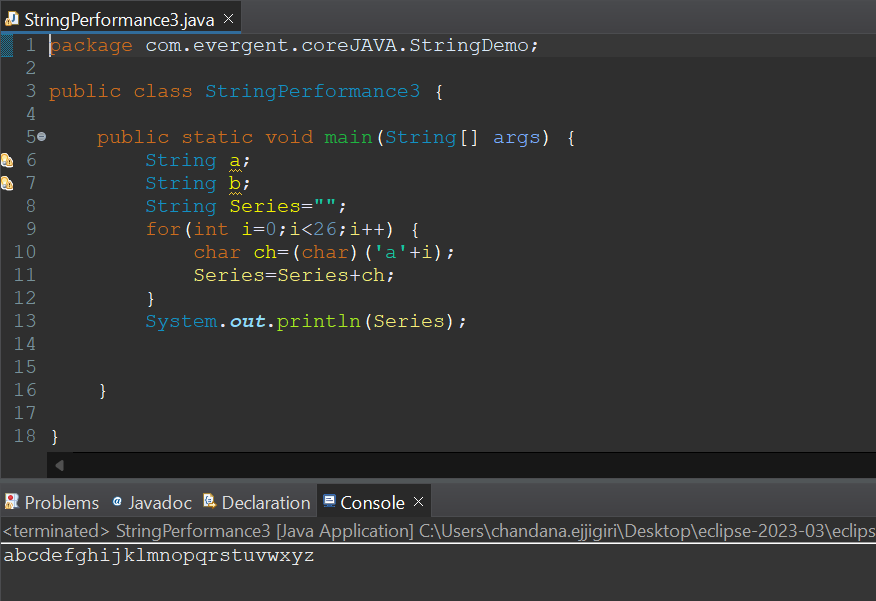 StringPerformance3.java
1 package com.evergent.coreJAVA.StringDemo;
2
3 public class StringPerformance3 {
4
5 public static void main(String[] args) {
6 String a;
7 String b;
8 String Series="";
9 for(int i=0;i<26;i++) {
10 char ch=(char)('a'+i);
11 Series=Series+ch;
12 }
13 System.out.println(Series);
14
15
16 }
17
18 }
Problems Javadoc Declaration Console
<terminated> StringPerformance3 [Java Application] C:\Users\chandana.ejjigiri\Desktop\eclipse-2023-03\eclips
abcdefghijklmnopqrstuvwxyz